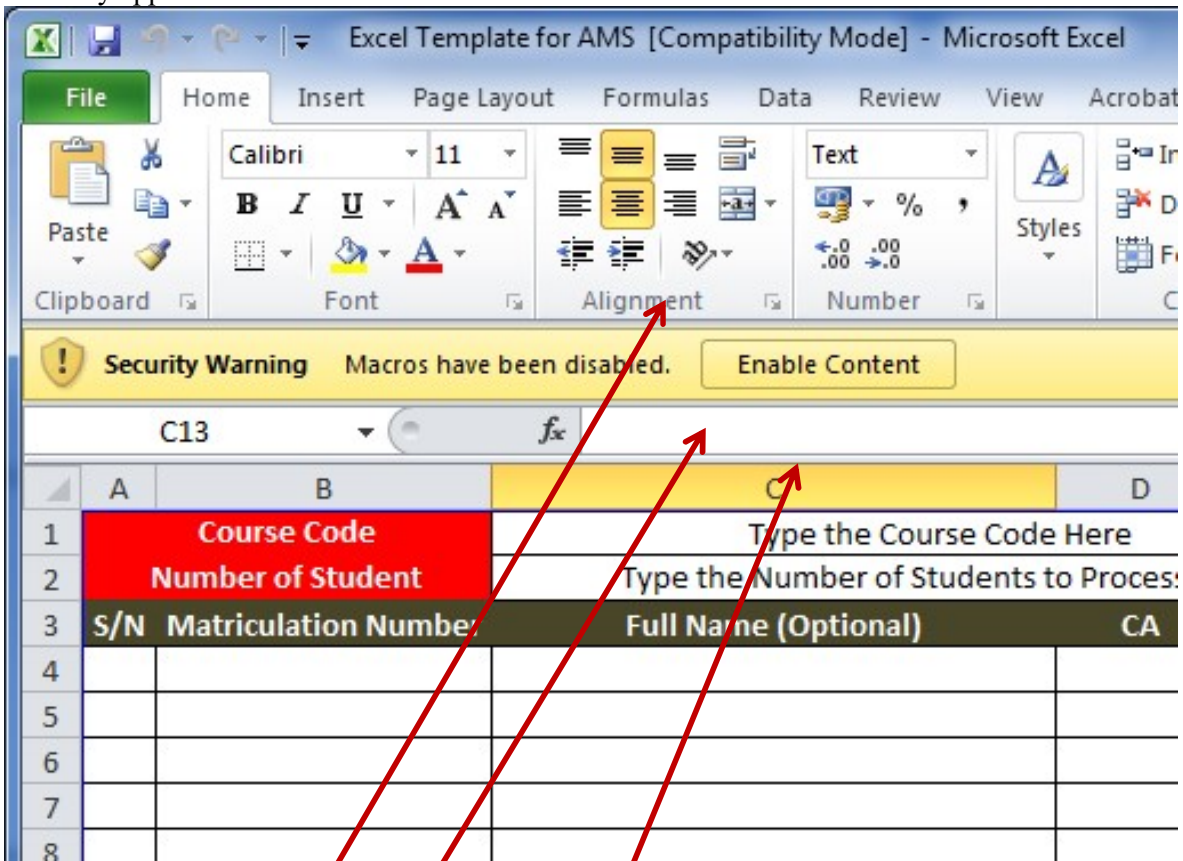 Excel Template for AMS [Compatibility Mode] - Microsoft Excel
File Home Insert Page Layout Formulas Data Review View Acrobat
Calibri 11 Text
B I U A A % ,
Paste Styles
Clipboard Font Alignment Number
! Security Warning Macros have been disabled. Enable Content
C13 fx
A B C D
1 Course Code Type the Course Code Here
2 Number of Student Type the Number of Students to Process
3 S/N Matriculation Number Full Name (Optional) CA
4
5
6
7
8